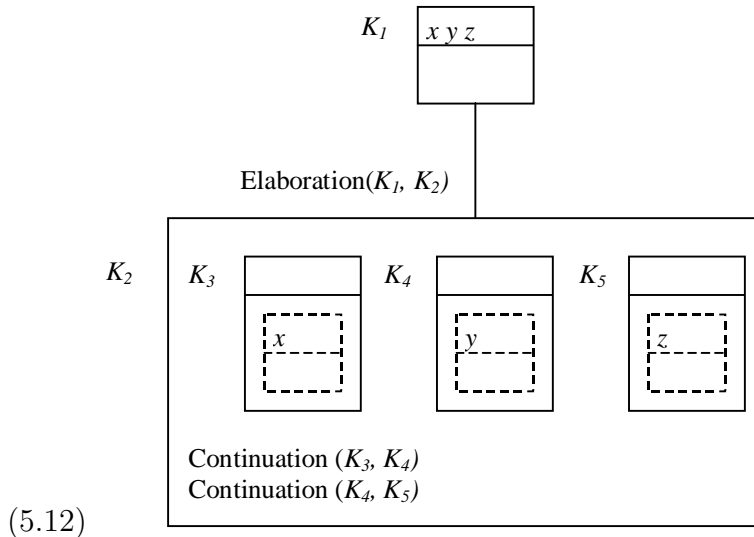 K1 x y z
Elaboration(K1, K2)
K2 K3 K4 K5
x y z
Continuation (K3, K4)
Continuation (K4, K5)
(5.12)